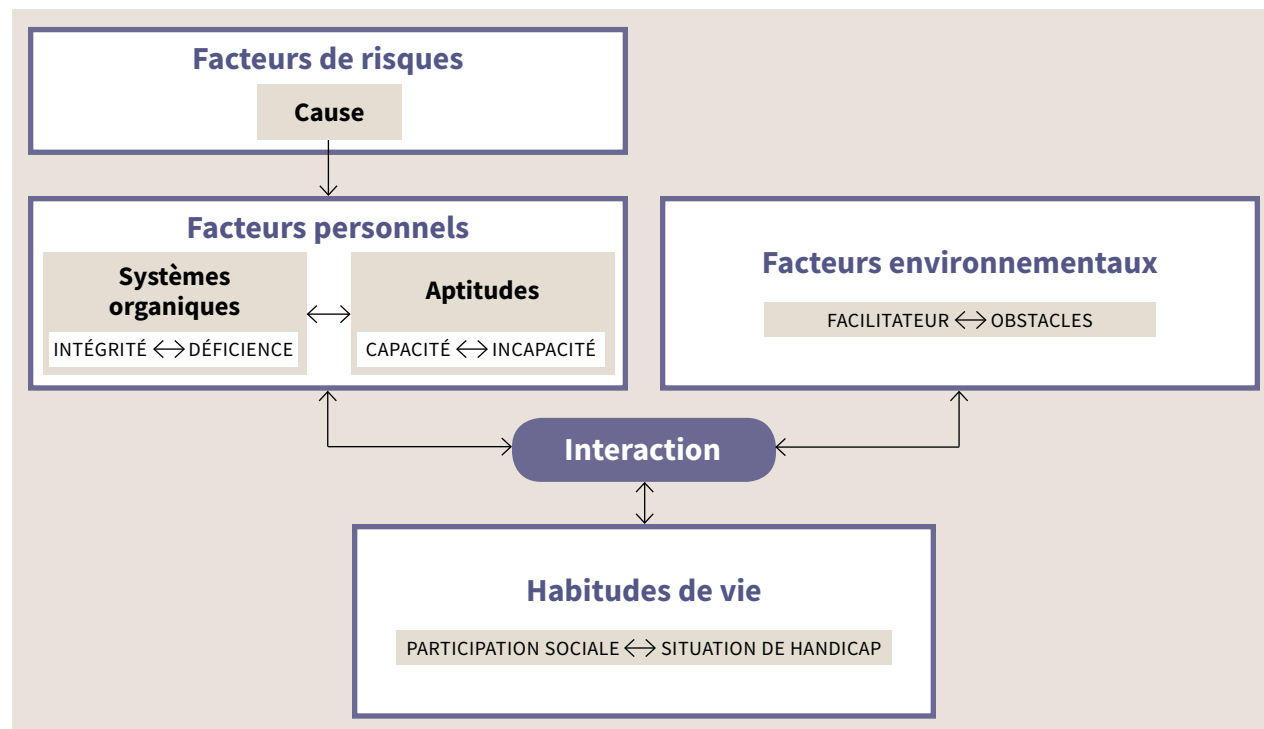 Facteurs de risques
Cause
Facteurs personnels
Systèmes
organiques
INTÉGRITÉ ↔ DÉFICIENCE
Aptitudes
CAPACITÉ ↔ INCAPACITÉ
Facteurs environnementaux
FACILITATEUR ↔ OBSTACLES
Interaction
Habitudes de vie
PARTICIPATION SOCIALE ↔ SITUATION DE HANDICAP